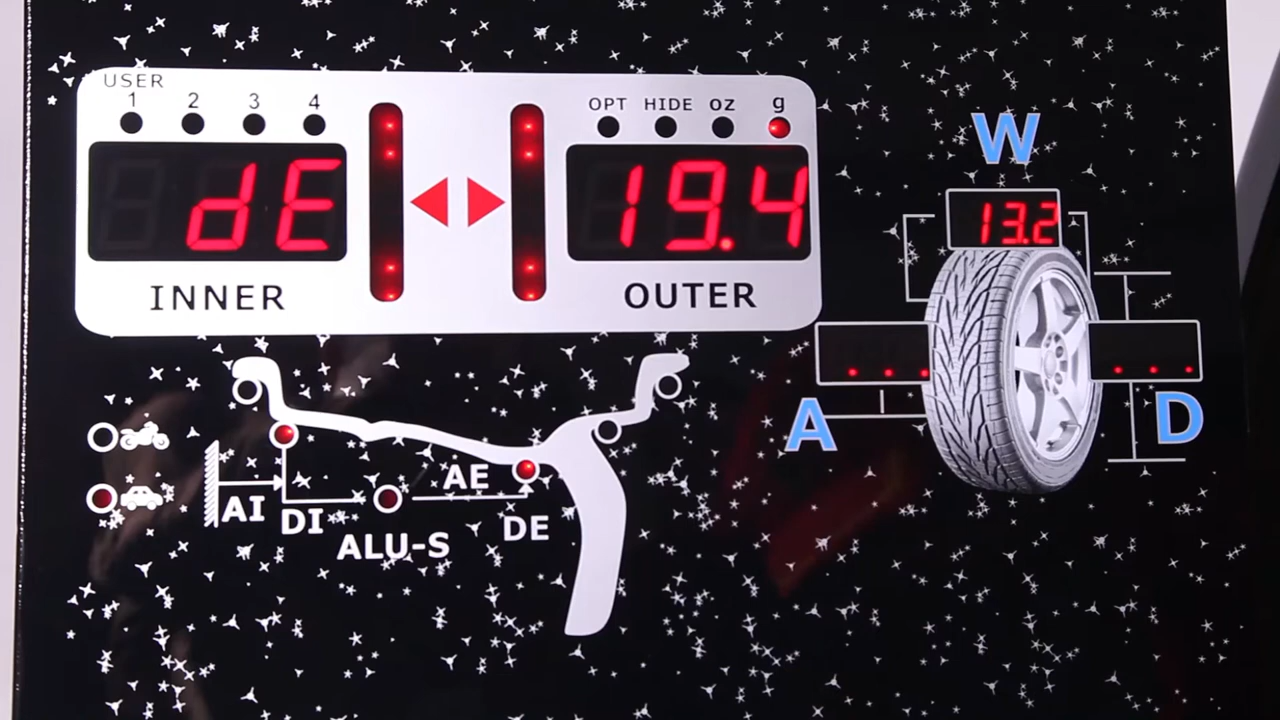 USER
1 2 3 4
dE
INNER
OPT HIDE OZ g
19.4
OUTER
W
13.2
A
D
...
...
AI
DI
AE
ALU-S
DE